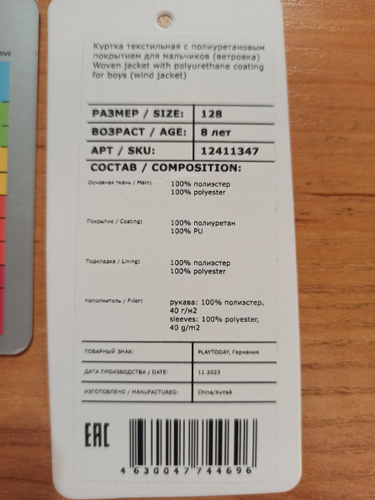 Куртка текстильная с полиуретановым
покрытием для мальчиков (ветровка)
Woven jacket with polyurethane coating
for boys (wind jacket)
РАЗМЕР / SIZE: 128
ВОЗРАСТ / AGE: 8 лет
АРТ / SKU: 12411347
СОСТАВ / COMPOSITION:
Основная ткань / Main: 100% полиэстер
100% polyester
Покрытие / Coating: 100% полиуретан
100% PU
Подкладка / Lining: 100% полиэстер
100% polyester
Наполнитель / Filler: рукава: 100% полиэстер,
40 г/м2
sleeves: 100% polyester,
40 g/m2
ТОВАРНЫЙ ЗНАК: PLAYTODAY, Германия
ДАТА ПРОИЗВОДСТВА / DATE: 11.2023
ИЗГОТОВЛЕНО / MANUFACTURED: China/Китай
EAC
4630047744696